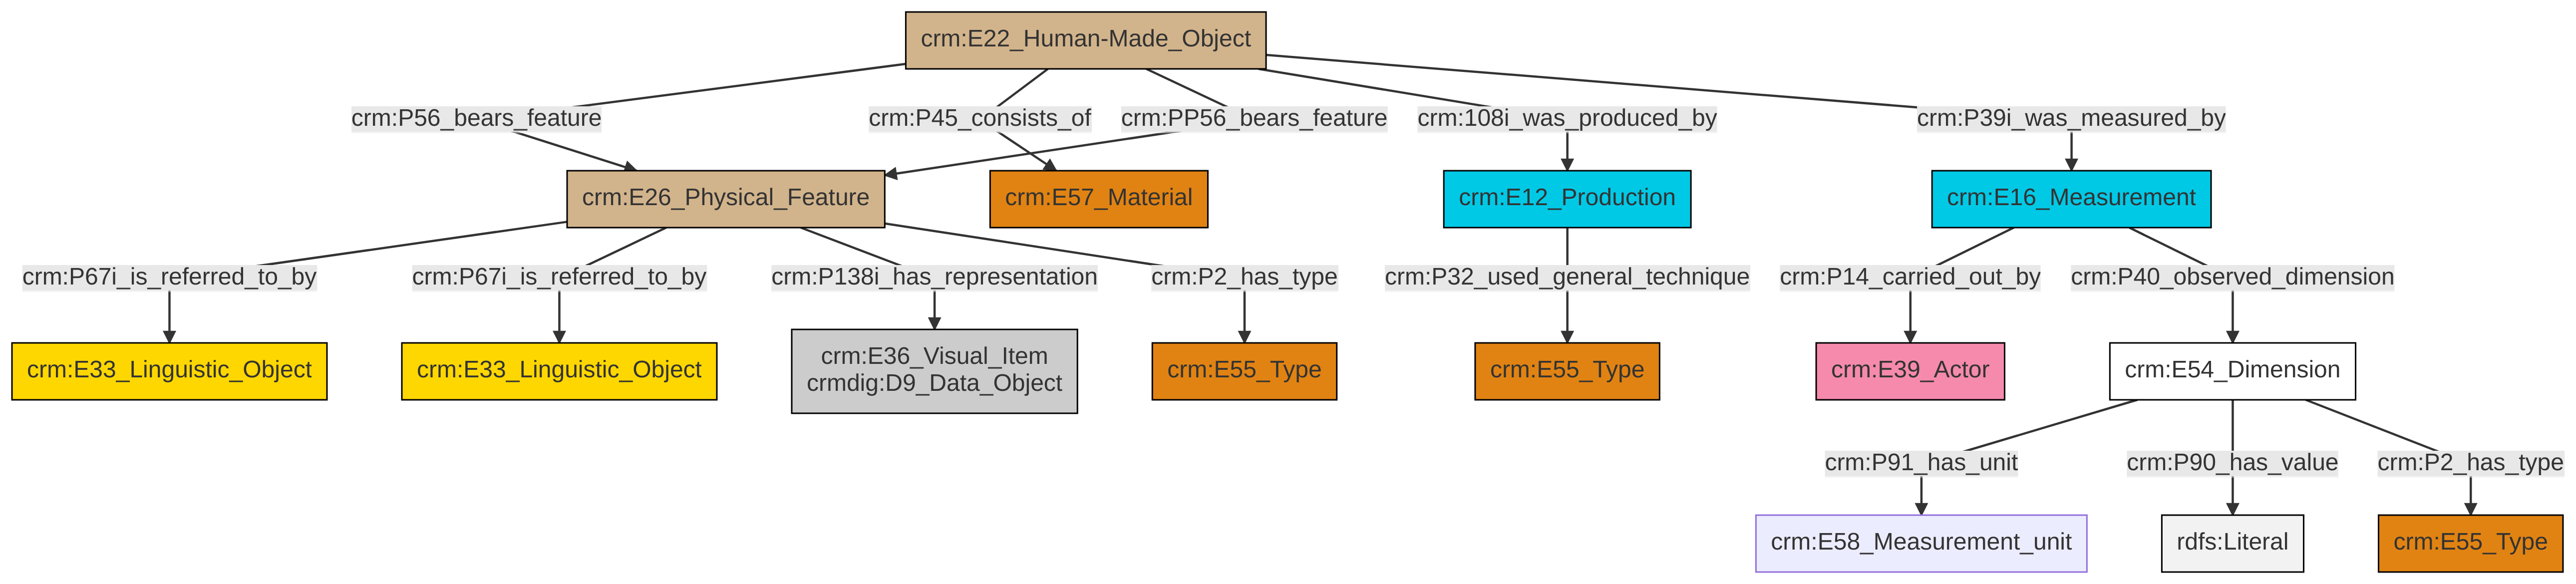 crm:E22_Human-Made_Object
crm:P56_bears_feature
crm:P45_consists_of
crm:PP56_bears_feature
crm:108i_was_produced_by
crm:P39i_was_measured_by
crm:E26_Physical_Feature
crm:E57_Material
crm:E12_Production
crm:E16_Measurement
crm:P67i_is_referred_to_by
crm:P67i_is_referred_to_by
crm:P138i_has_representation
crm:P2_has_type
crm:P32_used_general_technique
crm:P14_carried_out_by
crm:P40_observed_dimension
crm:E33_Linguistic_Object
crm:E33_Linguistic_Object
crm:E36_Visual_Item
crmdig:D9_Data_Object
crm:E55_Type
crm:E55_Type
crm:E39_Actor
crm:E54_Dimension
crm:P91_has_unit
crm:P90_has_value
crm:P2_has_type
crm:E58_Measurement_unit
rdfs:Literal
crm:E55_Type